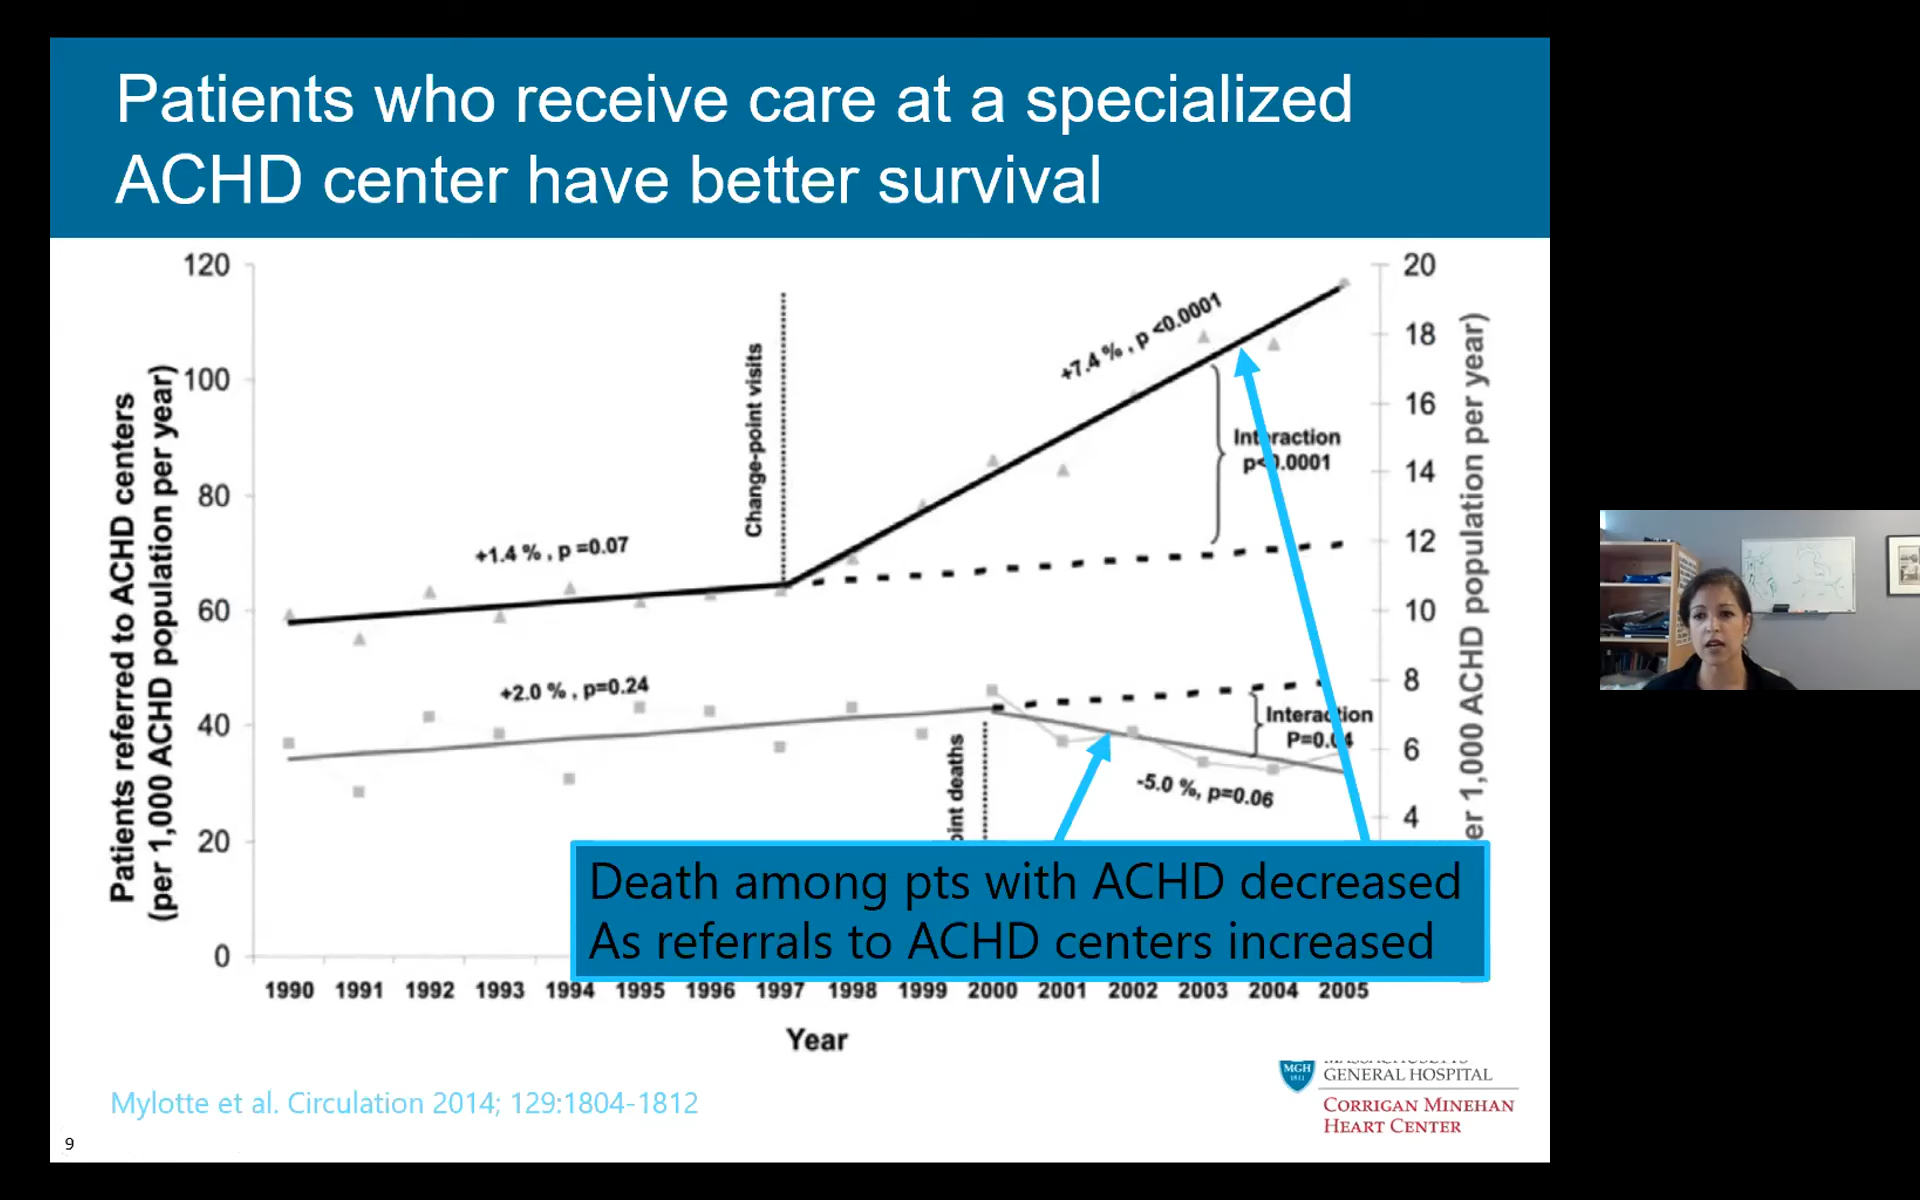 Patients who receive care at a specialized
ACHD center have better survival
Patients referred to ACHD centers
(per 1,000 ACHD population per year)
120
100
80
60
40
20
0
Change-point visits
+1.4 % , p =0.07
+7.4 % , p <0.0001
Interaction
p<0.0001
+2.0 % , p=0.24
Interaction
P=0.04
-5.0 %, p=0.06
deaths
20
18
16
14
12
10
8
6
4
1,000 ACHD population per year)
Death among pts with ACHD decreased
As referrals to ACHD centers increased
1990 1991 1992 1993 1994 1995 1996 1997 1998 1999 2000 2001 2002 2003 2004 2005
Year
Mylotte et al. Circulation 2014; 129:1804-1812
9
MGH
1811
MASSACHUSETTS
GENERAL HOSPITAL
CORRIGAN MINEHAN
HEART CENTER